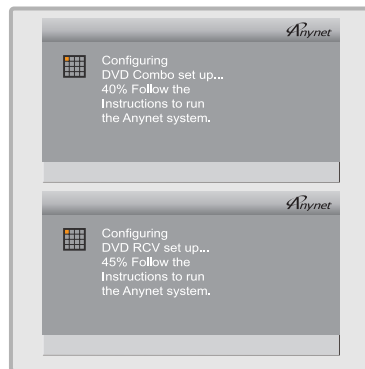 Anynet
Configuring
DVD Combo set up...
40% Follow the
Instructions to run
the Anynet system.
Anynet
Configuring
DVD RCV set up...
45% Follow the
Instructions to run
the Anynet system.